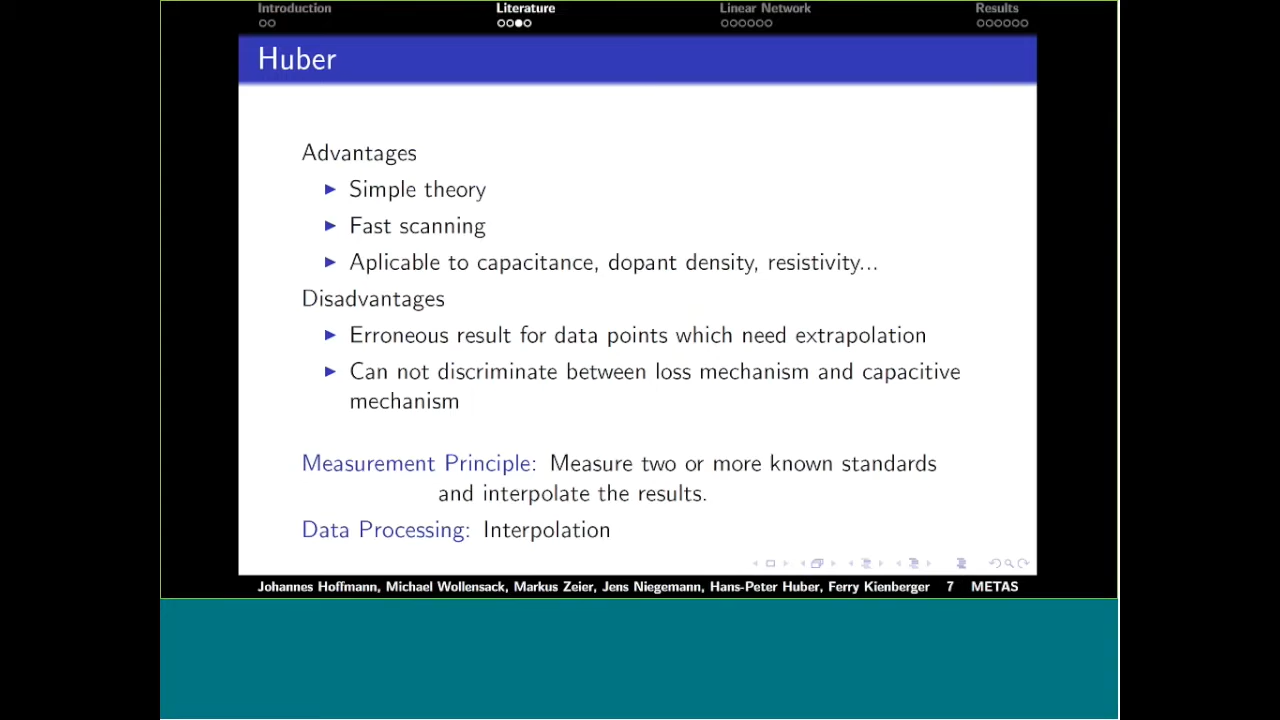 Introduction Literature Linear Network Results
Huber
Advantages
Simple theory
Fast scanning
Aplicable to capacitance, dopant density, resistivity...
Disadvantages
Erroneous result for data points which need extrapolation
Can not discriminate between loss mechanism and capacitive
mechanism
Measurement Principle: Measure two or more known standards
and interpolate the results.
Data Processing: Interpolation
Johannes Hoffmann, Michael Wollensack, Markus Zeier, Jens Niegemann, Hans-Peter Huber, Ferry Kienberger 7 METAS